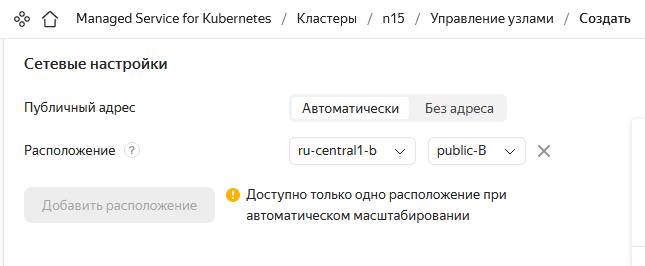 Managed Service for Kubernetes / Кластеры / n15 / Управление узлами / Создать
Сетевые настройки
Публичный адрес Автоматически Без адреса
Расположение ? ru-central1-b public-B
Добавить расположение
Доступно только одно расположение при
автоматическом масштабировании